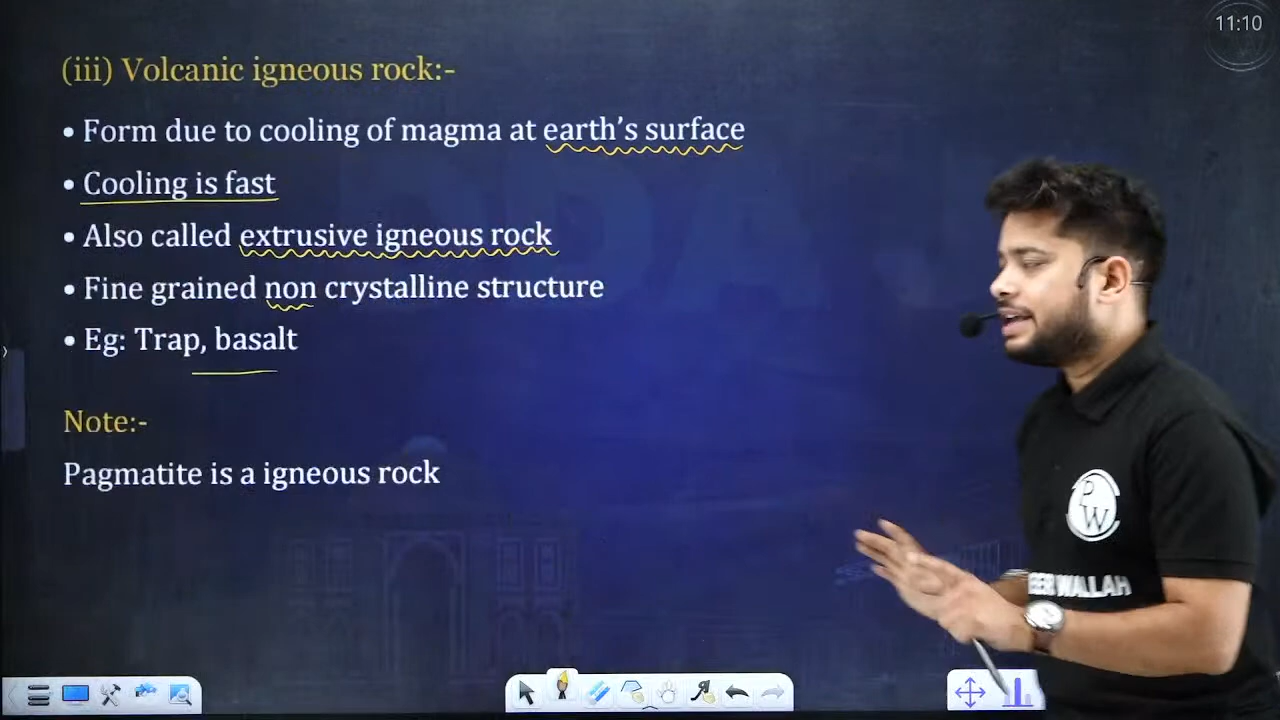 11:10
(iii) Volcanic igneous rock:-
• Form due to cooling of magma at earth's surface
• Cooling is fast
• Also called extrusive igneous rock
• Fine grained non crystalline structure
• Eg: Trap, basalt
Note:-
Pagmatite is a igneous rock
PW
WALLAH